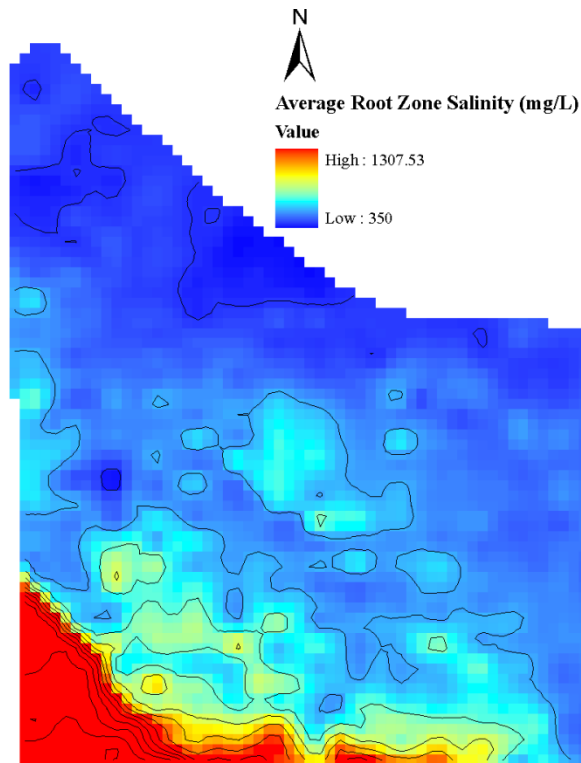 N
Average Root Zone Salinity (mg/L)
Value
High : 1307.53
Low : 350